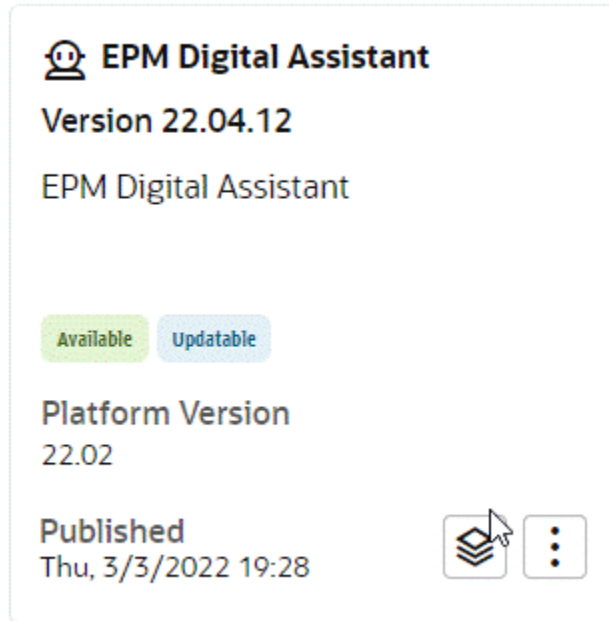 EPM Digital Assistant
Version 22.04.12
EPM Digital Assistant
Available Updatable
Platform Version
22.02
Published
Thu, 3/3/2022 19:28